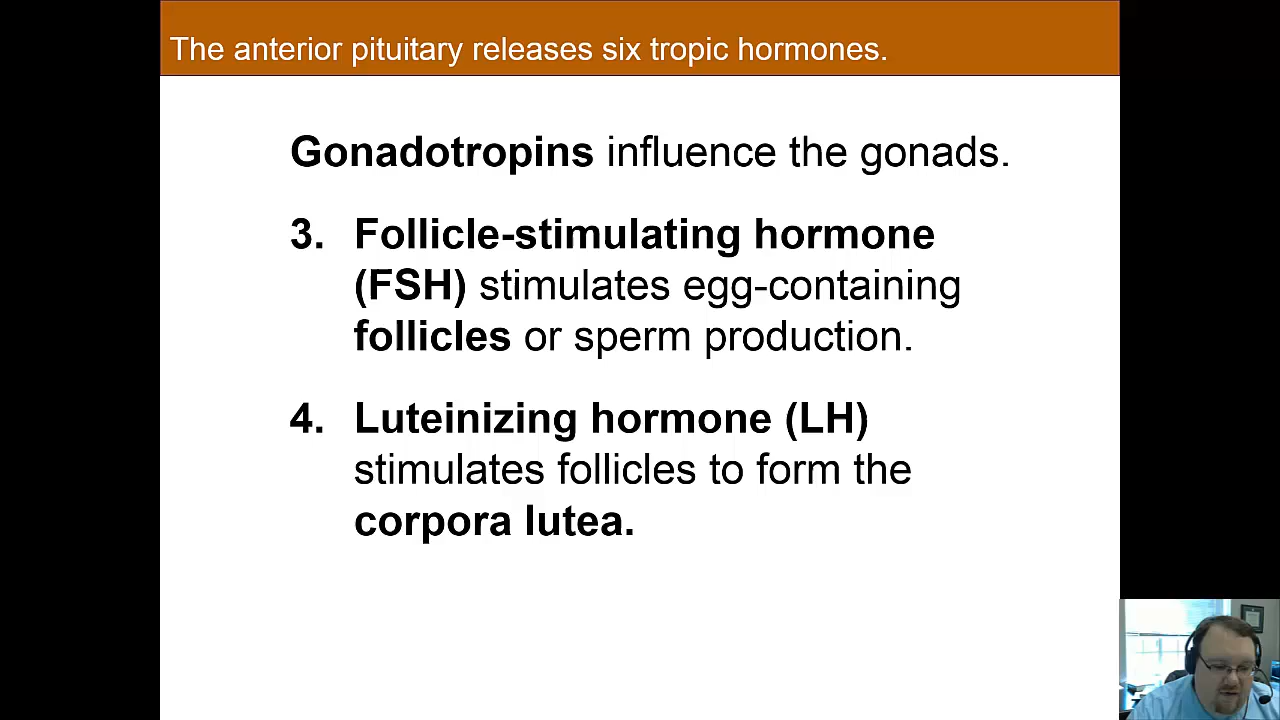 The anterior pituitary releases six tropic hormones.
Gonadotropins influence the gonads.
3. Follicle-stimulating hormone
(FSH) stimulates egg-containing
follicles or sperm production.
4. Luteinizing hormone (LH)
stimulates follicles to form the
corpora lutea.